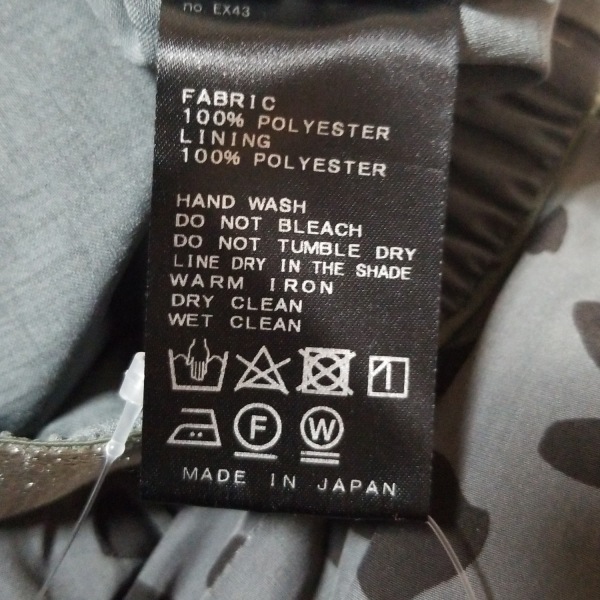 no. EX43
FABRIC
100% POLYESTER
LINING
100% POLYESTER
HAND WASH
DO NOT BLEACH
DO NOT TUMBLE DRY
LINE DRY IN THE SHADE
WARM IRON
DRY CLEAN
WET CLEAN
F W
MADE IN JAPAN